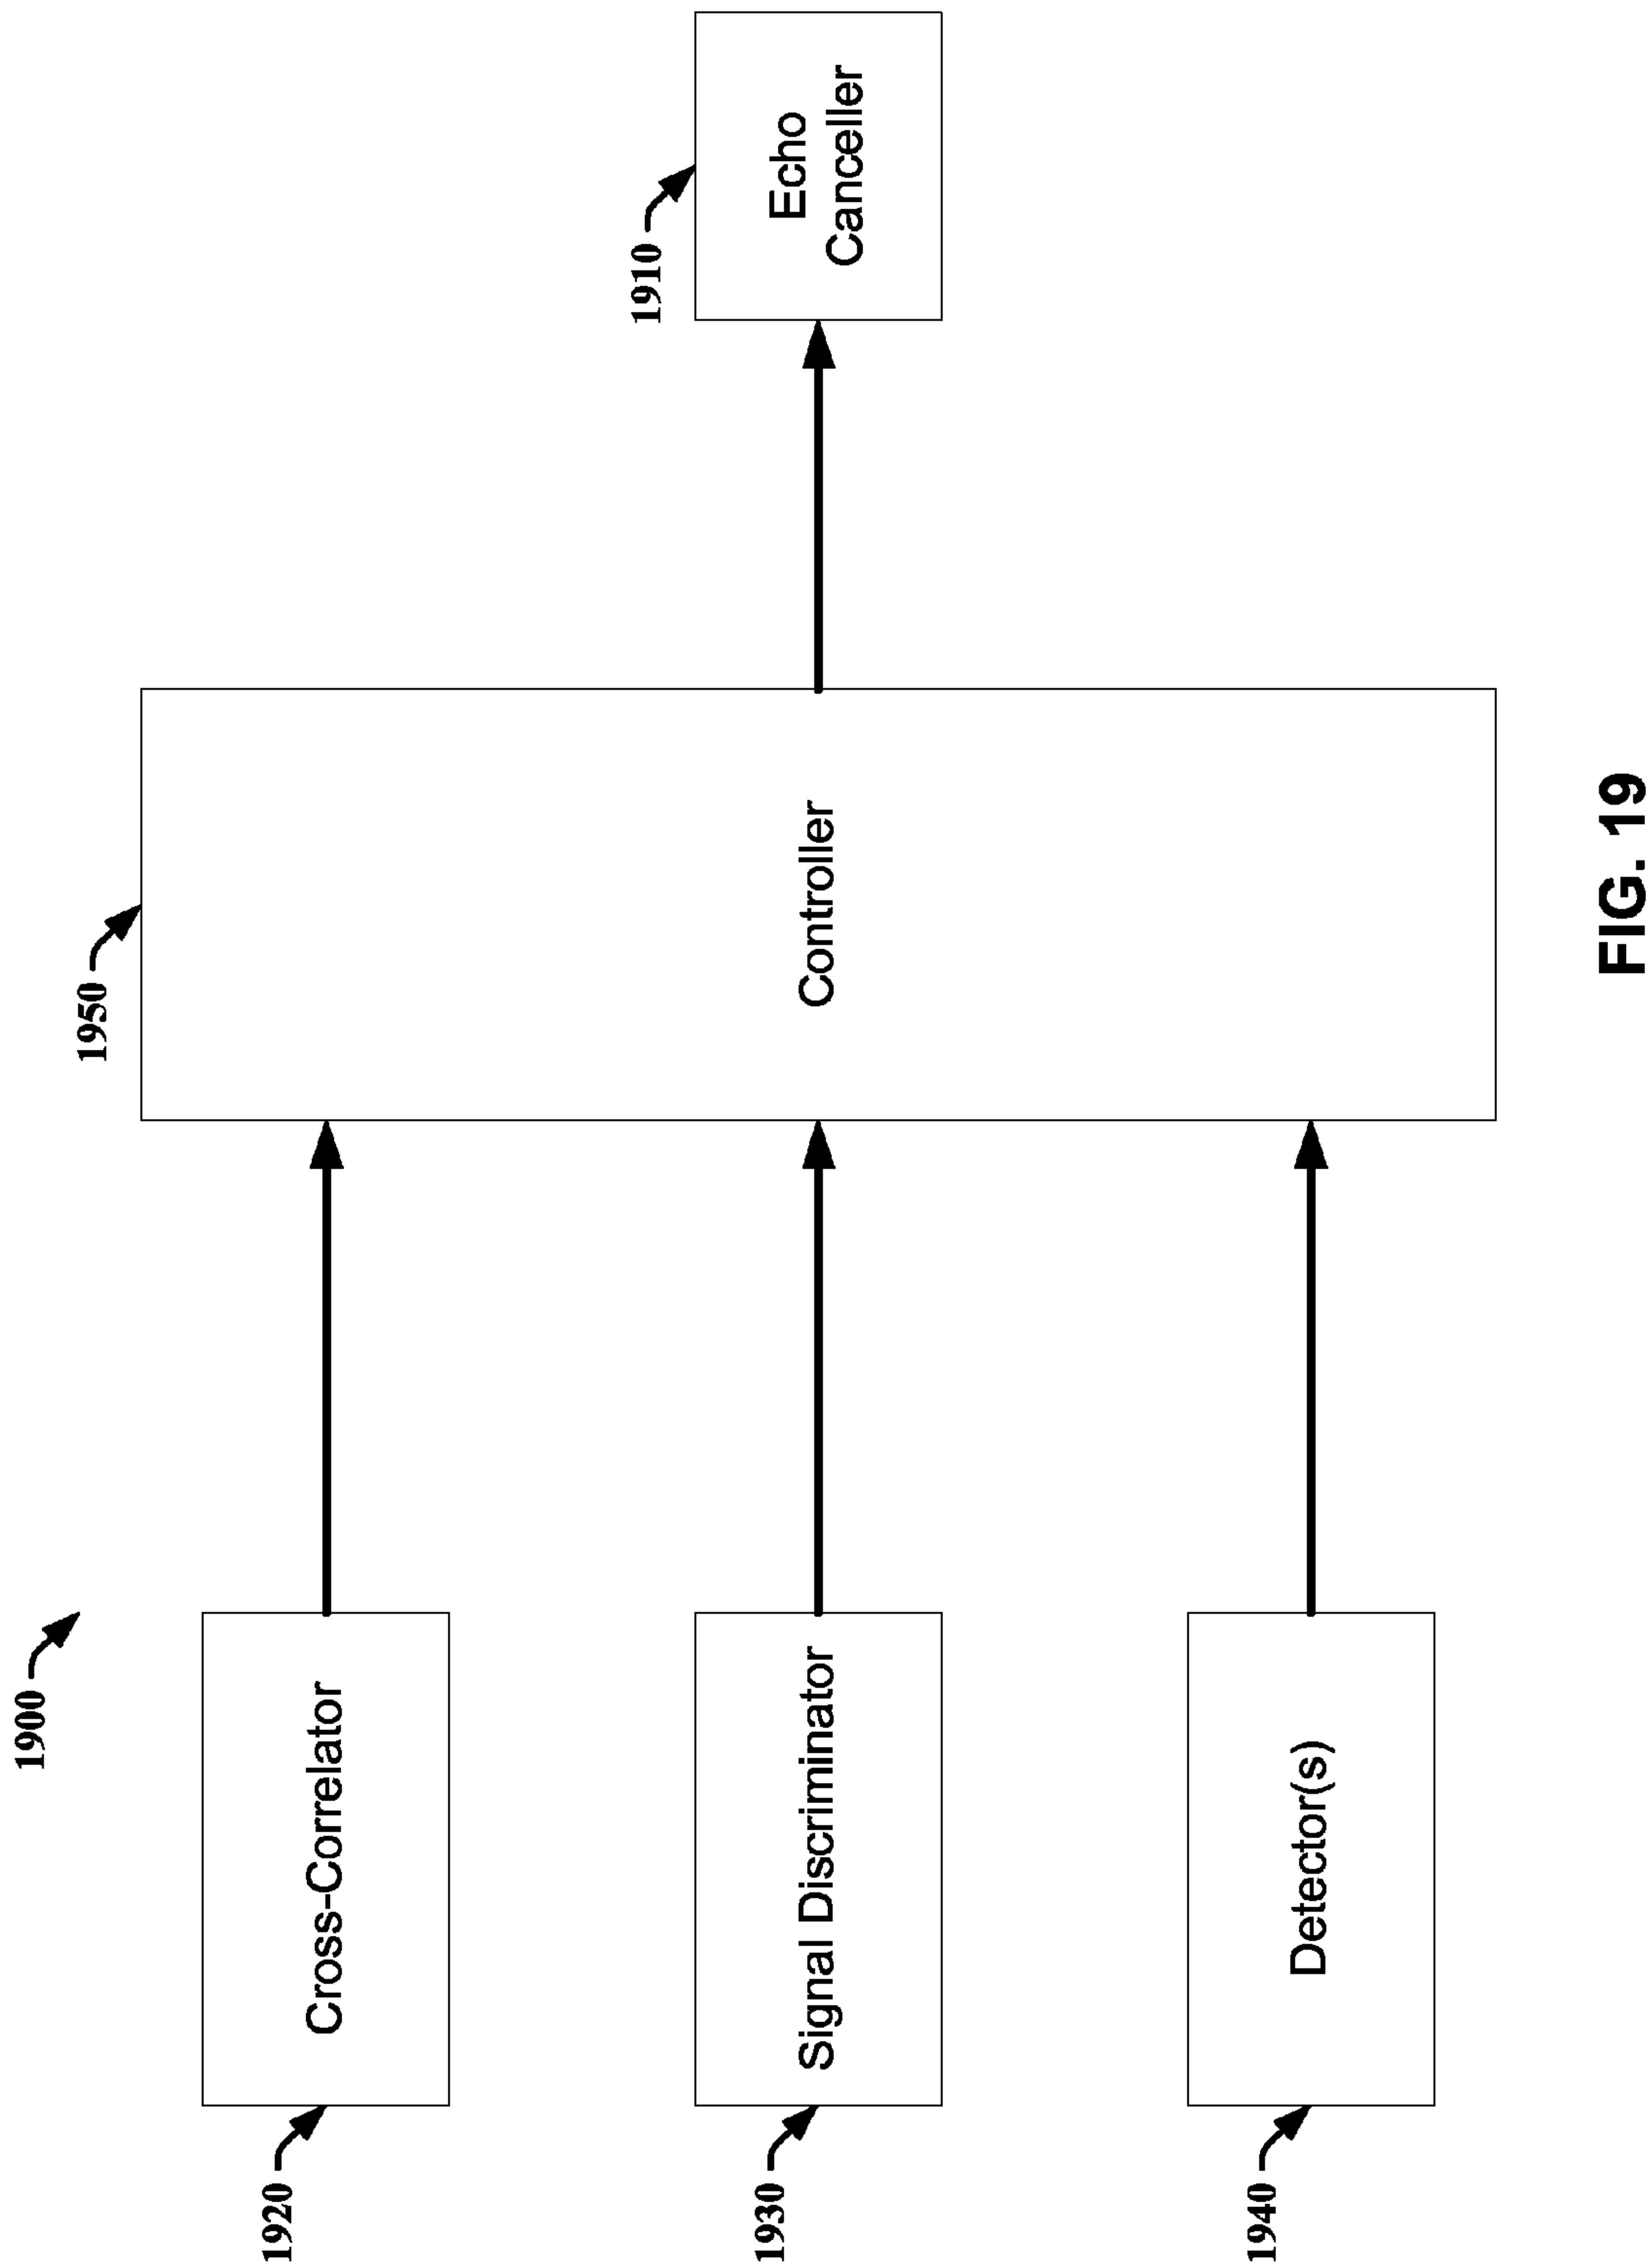 1900
1920
Cross-Correlator
1930
Signal Discriminator
1940
Detector(s)
1950
Controller
1910
Echo
Canceller
FIG. 19